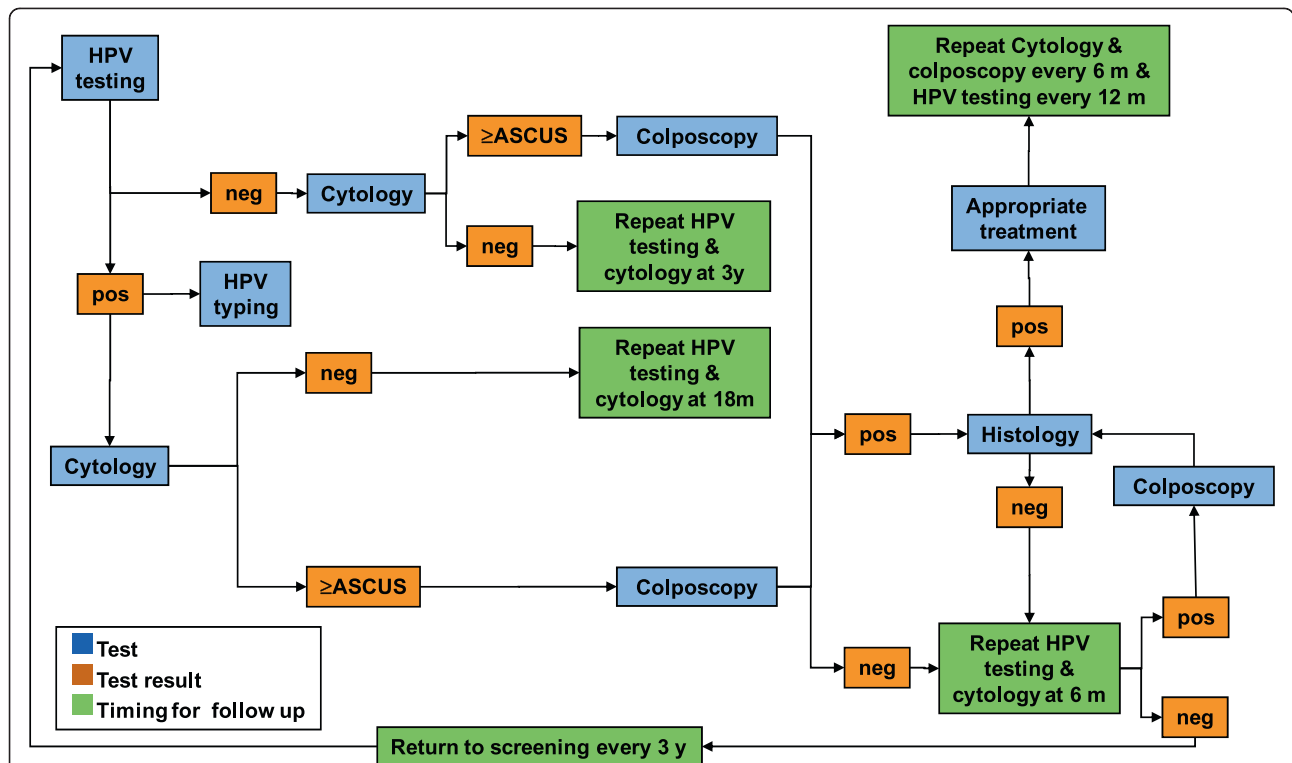 HPV
testing
neg
Cytology
≥ASCUS
Colposcopy
neg
Repeat HPV
testing &
cytology at 3y
pos
HPV
typing
neg
Repeat HPV
testing &
cytology at 18m
Cytology
≥ASCUS
Colposcopy
Repeat Cytology &
colposcopy every 6 m &
HPV testing every 12 m
Appropriate
treatment
pos
pos
Histology
Colposcopy
neg
neg
Repeat HPV
testing &
cytology at 6 m
pos
neg
Test
Test result
Timing for follow up
Return to screening every 3 y